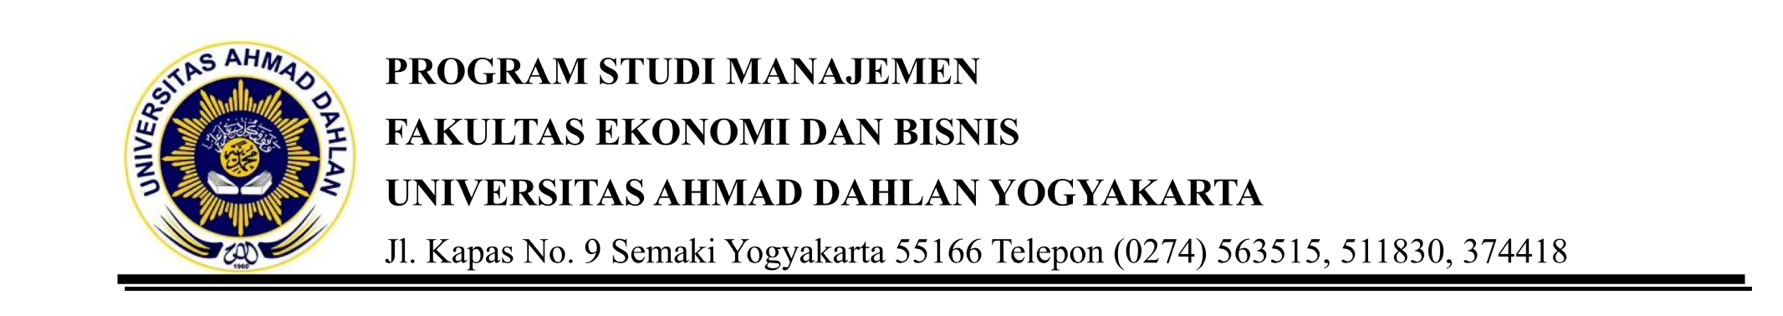 UNIVERSITAS AHMAD DAHLAN
1960
PROGRAM STUDI MANAJEMEN
FAKULTAS EKONOMI DAN BISNIS
UNIVERSITAS AHMAD DAHLAN YOGYAKARTA
Jl. Kapas No. 9 Semaki Yogyakarta 55166 Telepon (0274) 563515, 511830, 374418